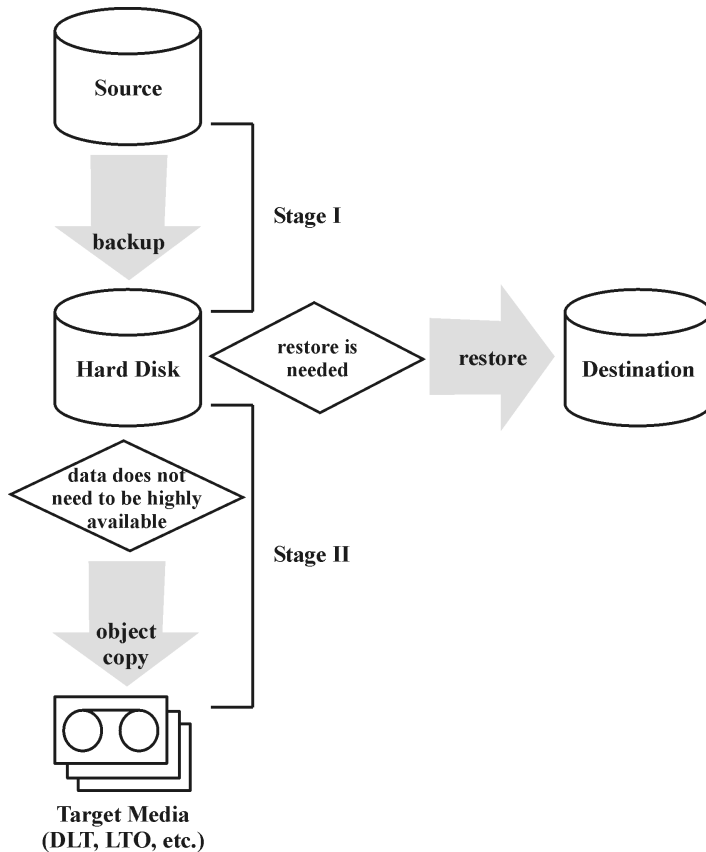 Source
Stage I
backup
Hard Disk
restore is
needed
restore
Destination
data does not
need to be highly
available
Stage II
object
copy
Target Media
(DLT, LTO, etc.)